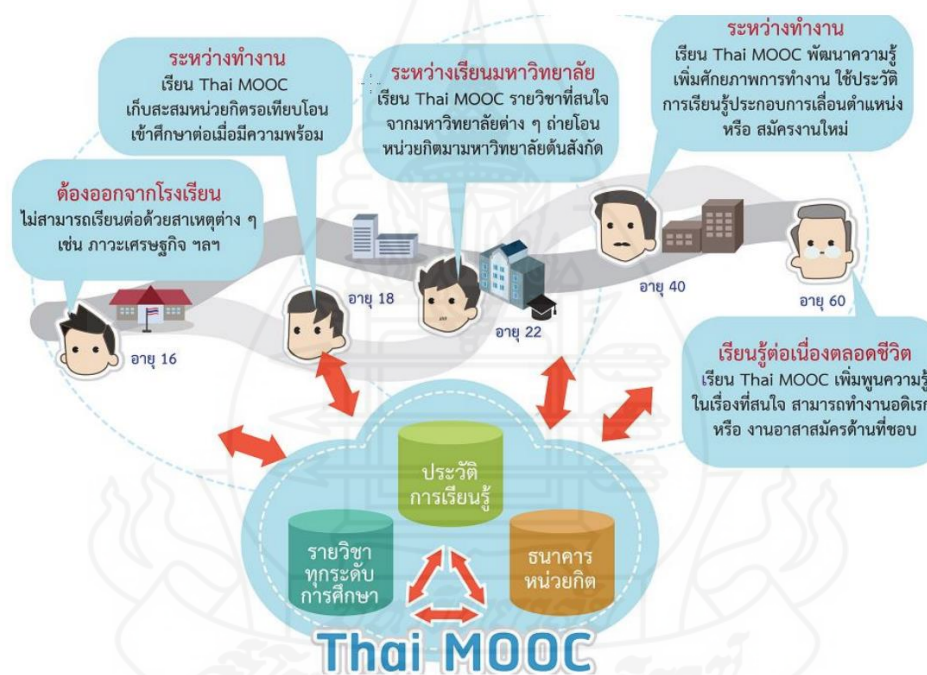 ระหว่างทำงาน
เรียน Thai MOOC
เก็บสะสมหน่วยกิตรอเทียบโอน
เข้าศึกษาต่อเมื่อมีความพร้อม
ระหว่างเรียนมหาวิทยาลัย
เรียน Thai MOOC รายวิชาที่สนใจ
จากมหาวิทยาลัยต่าง ๆ ถ่ายโอน
หน่วยกิตมามหาวิทยาลัยต้นสังกัด
ระหว่างทำงาน
เรียน Thai MOOC พัฒนาความรู้
เพิ่มศักยภาพการทำงาน ใช้ประวัติ
การเรียนรู้ประกอบการเลื่อนตำแหน่ง
หรือ สมัครงานใหม่
ต้องออกจากโรงเรียน
ไม่สามารถเรียนต่อด้วยสาเหตุต่าง ๆ
เช่น ภาวะเศรษฐกิจ ฯลฯ
อายุ 16
อายุ 18
อายุ 22
อายุ 40
อายุ 60
เรียนรู้ต่อเนื่องตลอดชีวิต
เรียน Thai MOOC เพิ่มพูนความรู้
ในเรื่องที่สนใจ สามารถทำงานอดิเรก
หรือ งานอาสาสมัครด้านที่ชอบ
ประวัติ
การเรียนรู้
รายวิชา
ทุกระดับ
การศึกษา
ธนาคาร
หน่วยกิต
Thai MOOC